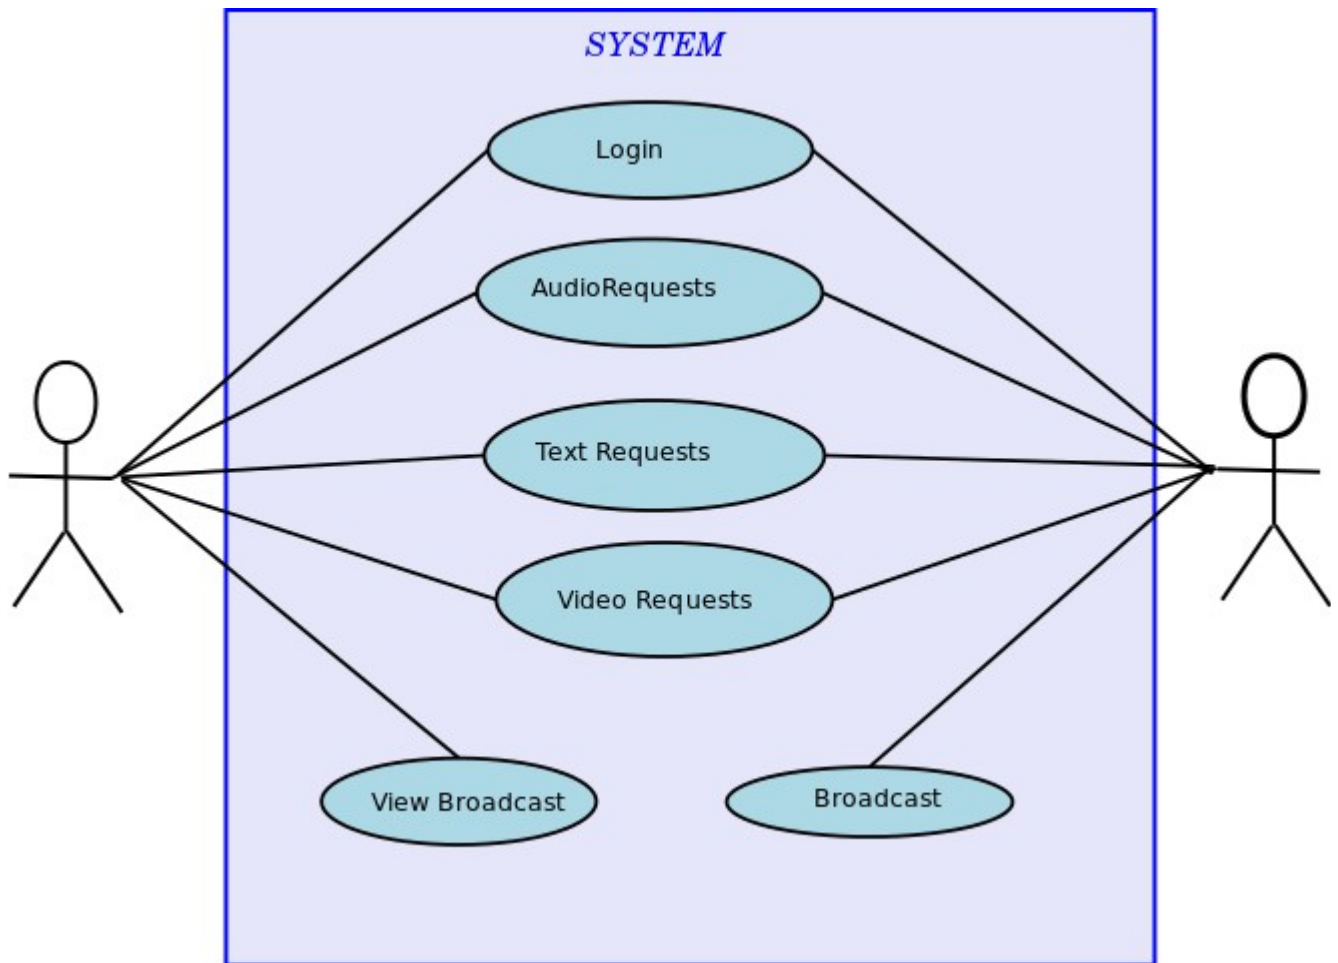 SYSTEM
Login
AudioRequests
Text Requests
Video Requests
View Broadcast
Broadcast